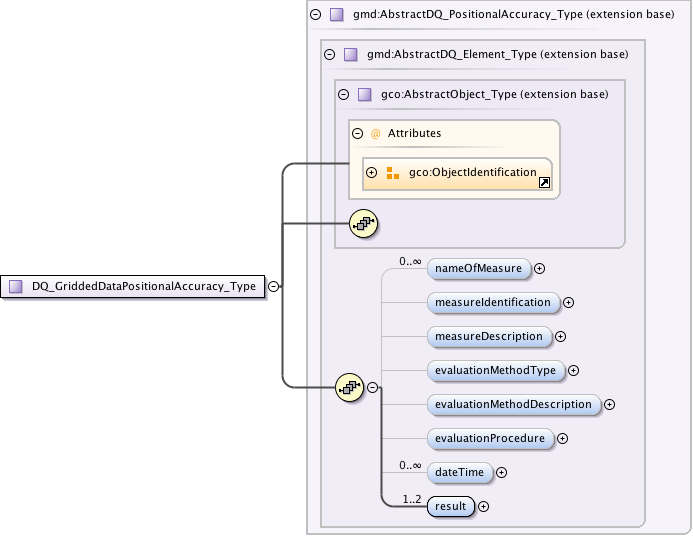 gmd:AbstractDQ_PositionalAccuracy_Type (extension base)
gmd:AbstractDQ_Element_Type (extension base)
gco:AbstractObject_Type (extension base)
@ Attributes
gco:ObjectIdentification
DQ_GriddedDataPositionalAccuracy_Type
0..∞
nameOfMeasure
measureIdentification
measureDescription
evaluationMethodType
evaluationMethodDescription
evaluationProcedure
0..∞
dateTime
1..2
result